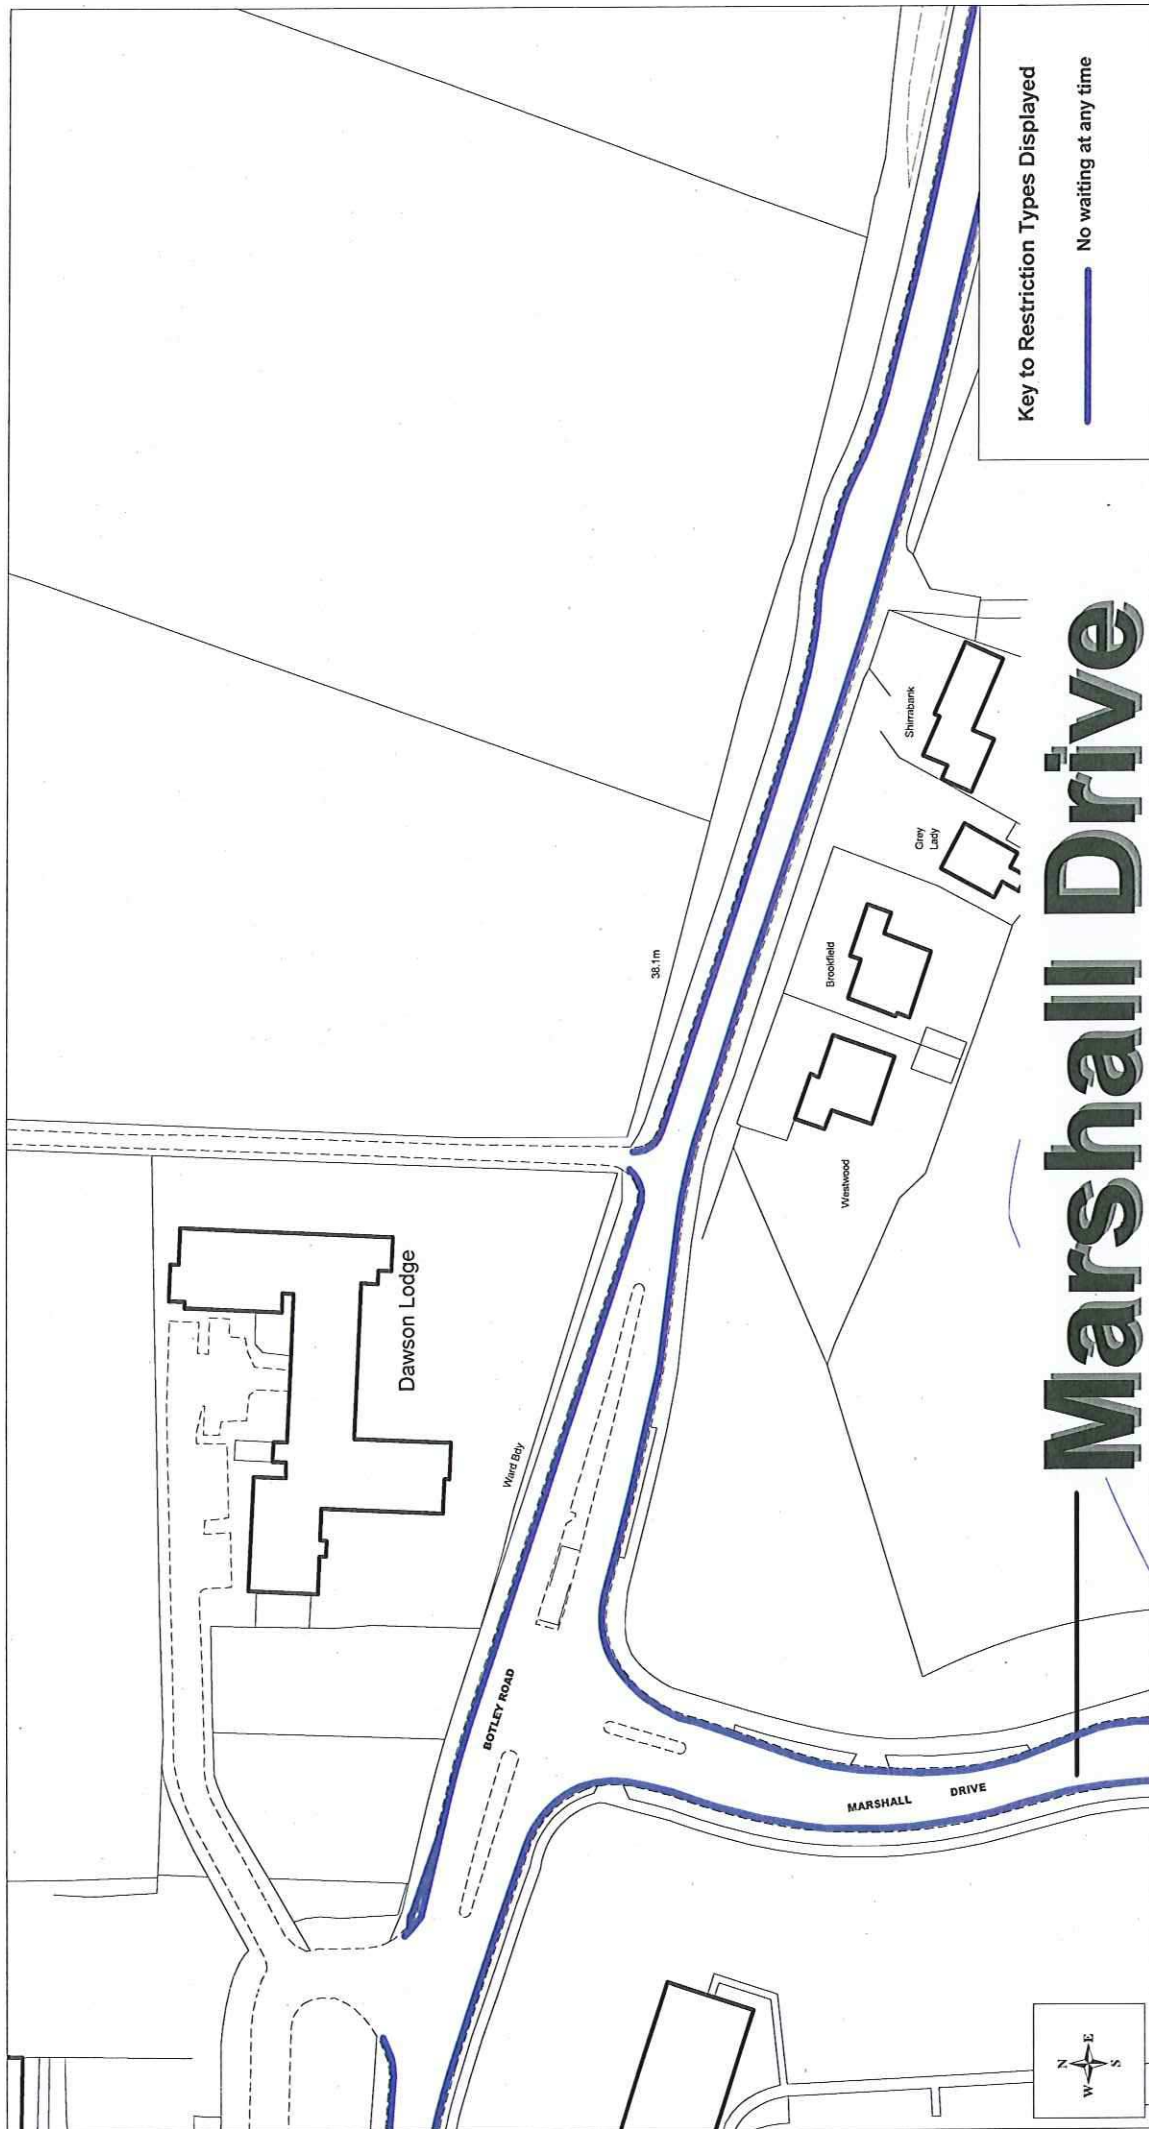 Key to Restriction Types Displayed
No waiting at any time
Shirrabank
Grey
Lady
Brookfield
38.1m
Westwood
Dawson Lodge
Ward Bdy
BOTLEY ROAD
MARSHALL DRIVE
Marshall Drive
N
W E
S